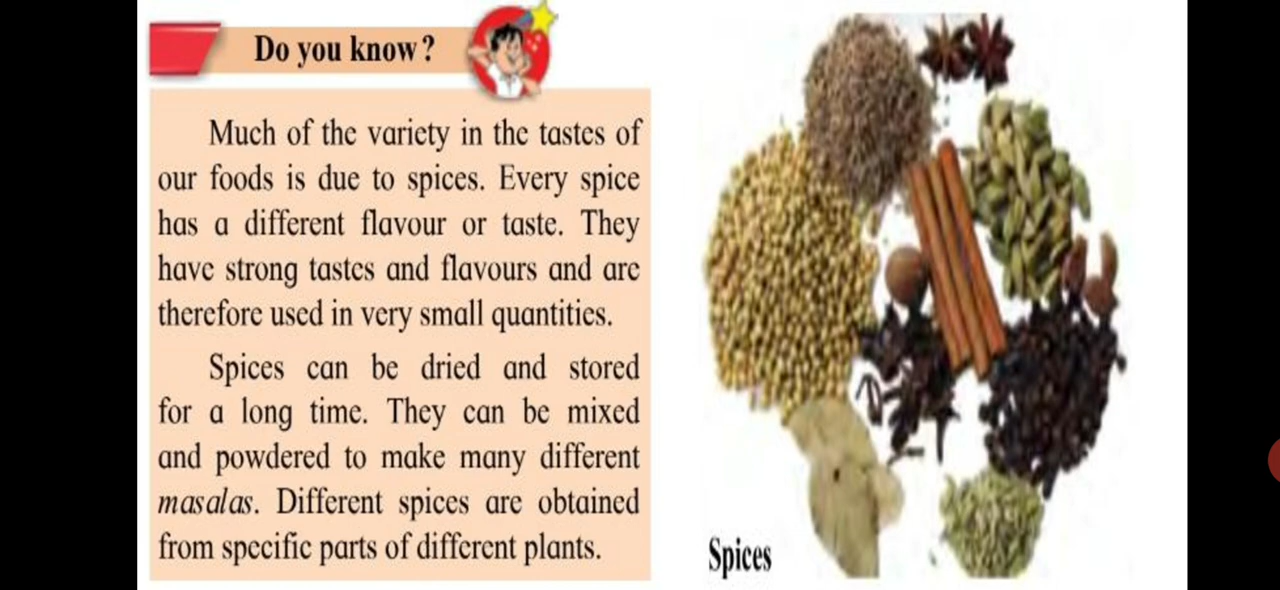 Do you know?
Much of the variety in the tastes of
our foods is due to spices. Every spice
has a different flavour or taste. They
have strong tastes and flavours and are
therefore used in very small quantities.
Spices can be dried and stored
for a long time. They can be mixed
and powdered to make many different
masalas. Different spices are obtained
from specific parts of different plants.
Spices